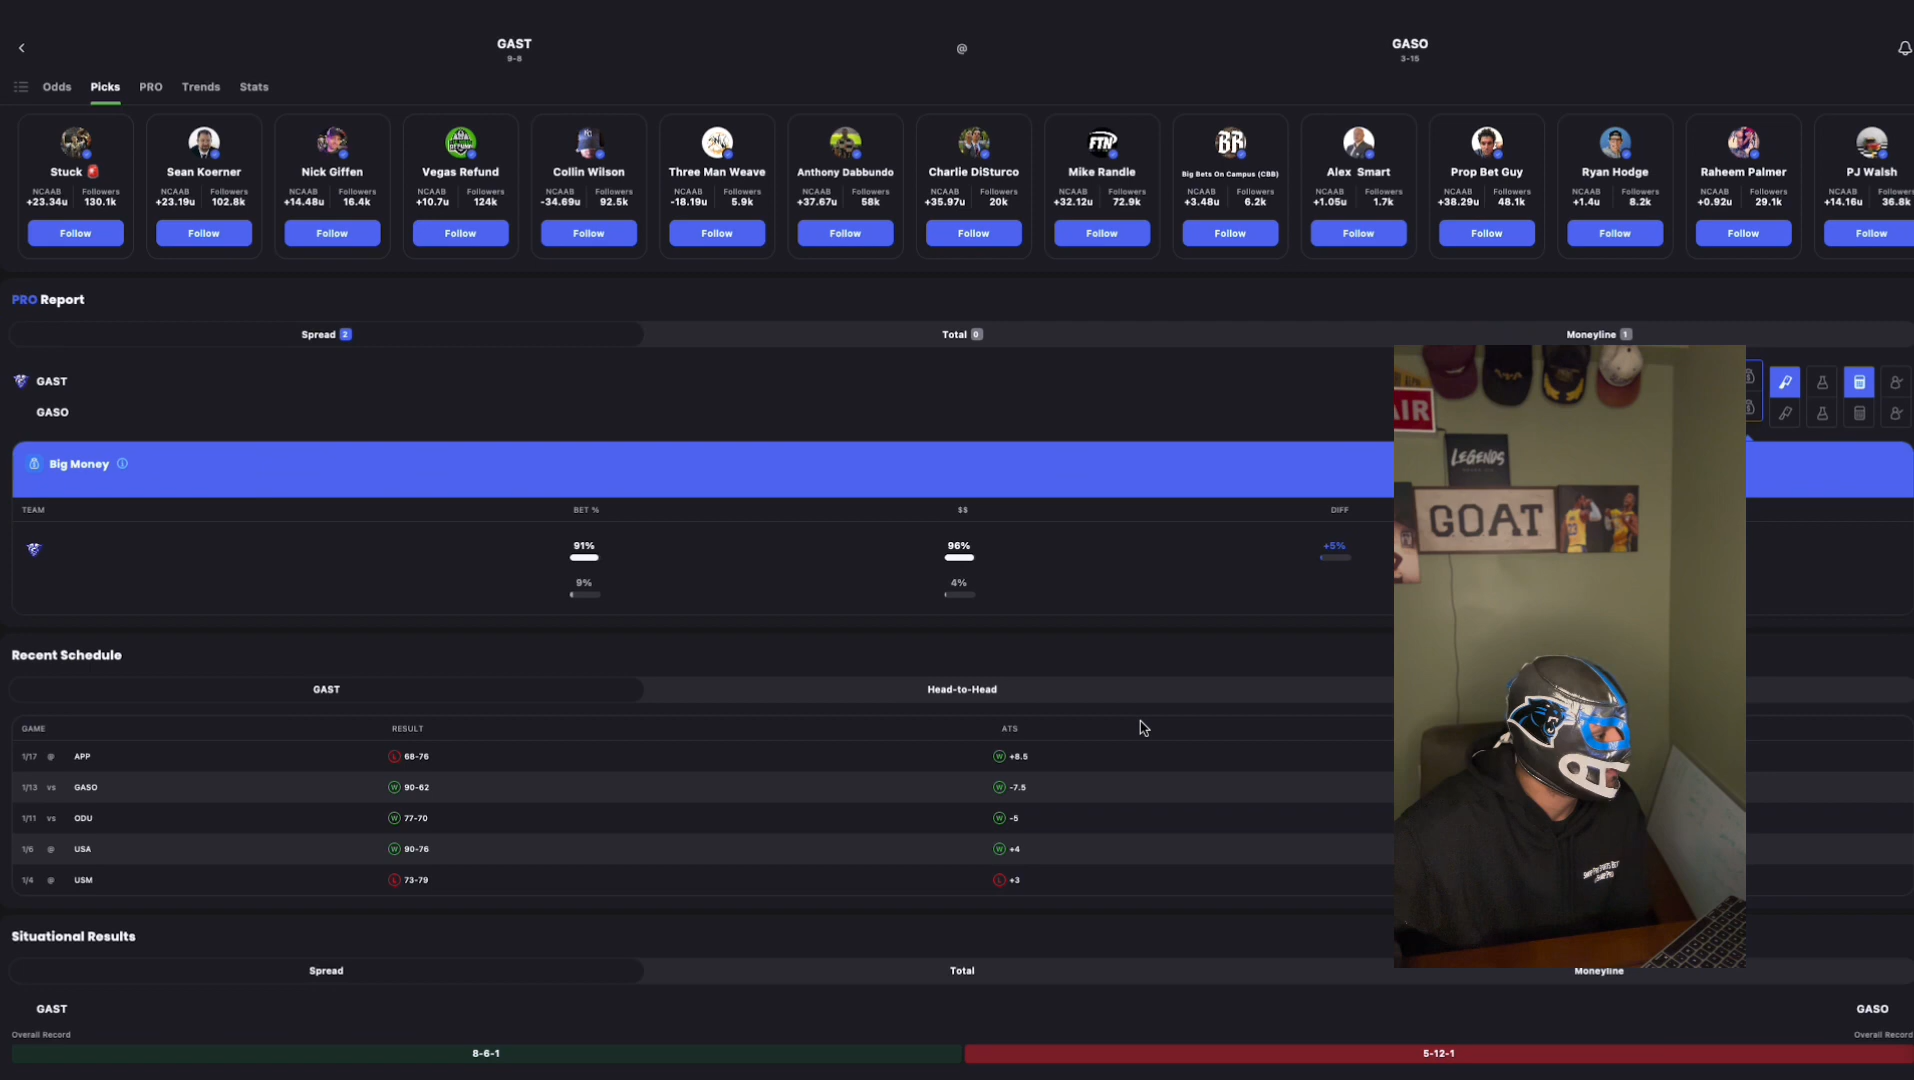 GAST
9-8
@
GASO
3-15
Odds Picks PRO Trends Stats
Stuck 🚨 Sean Koerner Nick Giffen Vegas Refund Collin Wilson Three Man Weave Anthony Dabbundo Charlie DiSturco Mike Randle Big Bets On Campus (CBB) Alex Smart Prop Bet Guy Ryan Hodge Raheem Palmer PJ Walsh
NCAAB Followers NCAAB Followers NCAAB Followers NCAAB Followers NCAAB Followers NCAAB Followers NCAAB Followers NCAAB Followers NCAAB Followers NCAAB Followers NCAAB Followers NCAAB Followers NCAAB Followers NCAAB Followers NCAAB Followers
+23.34u 130.1k +23.19u 102.8k +14.48u 16.4k +10.7u 124k -34.69u 92.5k -18.19u 5.9k +37.67u 58k +35.97u 20k +32.12u 72.9k +3.48u 6.2k +1.05u 1.7k +38.29u 48.1k +1.4u 8.2k +0.92u 29.1k +14.16u 36.8k
Follow Follow Follow Follow Follow Follow Follow Follow Follow Follow Follow Follow Follow Follow Follow
PRO Report
Spread 2 Total 0 Moneyline 1
GAST
GASO
Big Money
TEAM BET % $$ DIFF
91% 96% +5%
9% 4%
Recent Schedule
GAST Head-to-Head
GAME RESULT ATS
1/17 @ APP L 68-76 W +8.5
1/13 vs GASO W 90-62 W -7.5
1/11 vs ODU W 77-70 W -5
1/6 @ USA W 90-76 W +4
1/4 @ USM L 73-79 L +3
Situational Results
Spread Total Moneyline
GAST GASO
Overall Record Overall Record
8-6-1 5-12-1
FTN
BR
AIR
LEGENDS
GOAT